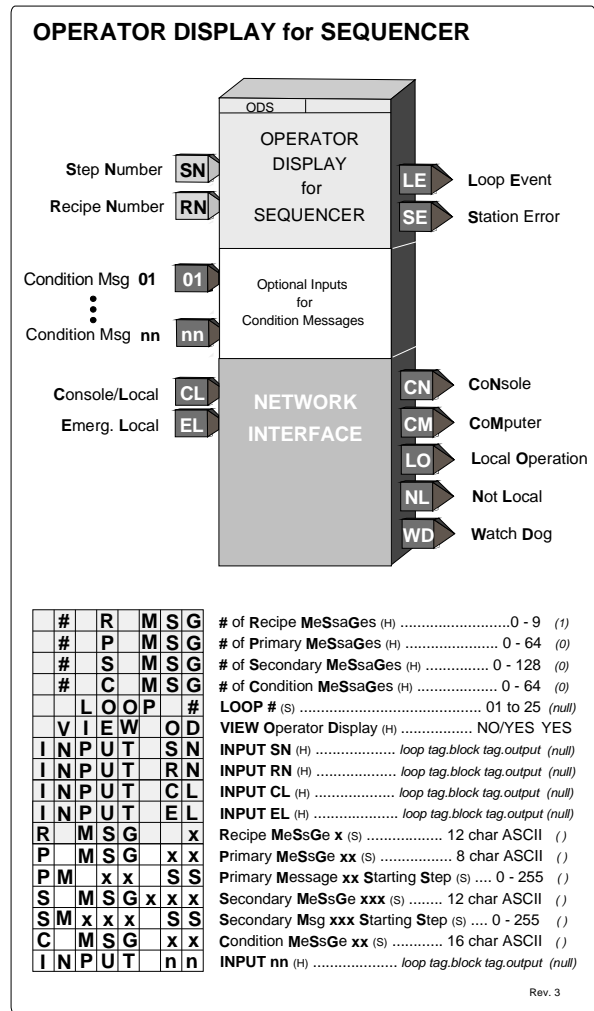 OPERATOR DISPLAY for SEQUENCER
ODS
OPERATOR
DISPLAY
for
SEQUENCER
Step Number SN
Recipe Number RN
LE Loop Event
SE Station Error
Condition Msg 01 01
Condition Msg nn nn
Optional Inputs
for
Condition Messages
Console/Local CL
Emerg. Local EL
NETWORK
INTERFACE
CN CoNsole
CM CoMputer
LO Local Operation
NL Not Local
WD Watch Dog
# R MSG # of Recipe MeSsaGes (H) ..............................0 - 9 (1)
# P MSG # of Primary MeSsaGes (H) ...................... 0 - 64 (0)
# S MSG # of Secondary MeSsaGes (H) ............... 0 - 128 (0)
# C MSG # of Condition MeSsaGes (H) ................... 0 - 64 (0)
LOOP # LOOP # (S) ........................................... 01 to 25 (null)
VIEW OD VIEW Operator Display (H) ................. NO/YES YES
INPUT SN INPUT SN (H) ................... loop tag.block tag.output (null)
INPUT RN INPUT RN (H) ................... loop tag.block tag.output (null)
INPUT CL INPUT CL (H) .................... loop tag.block tag.output (null)
INPUT EL INPUT EL (H) .................... loop tag.block tag.output (null)
R MSG x Recipe MeSsGe x (S) .................. 12 char ASCII ( )
P MSG xx Primary MeSsGe xx (S) .................. 8 char ASCII ( )
PM xx SS Primary Message xx Starting Step (S) .... 0 - 255 ( )
S MSGxxx Secondary MeSsGe xxx (S) ........ 12 char ASCII ( )
SMxxx SS Secondary Msg xxx Starting Step (S) .... 0 - 255 ( )
C MSG xx Condition MeSsGe xx (S) ............ 16 char ASCII ( )
INPUT nn INPUT nn (H) .................... loop tag.block tag.output (null)
Rev. 3